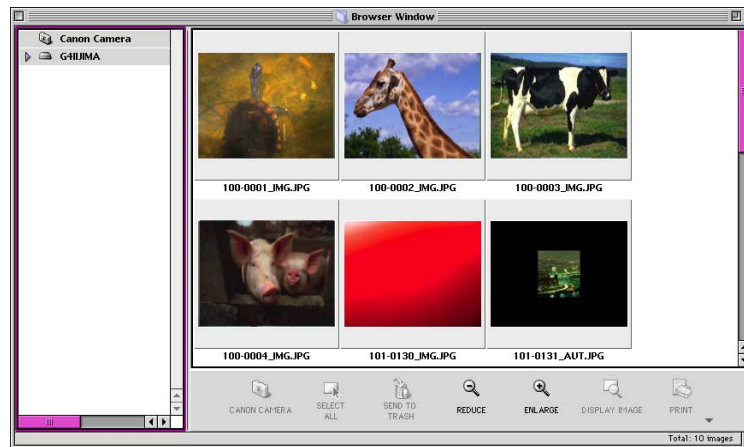 Browser Window
Canon Camera
G4IIJIMA
100-0001_IMG.JPG
100-0002_IMG.JPG
100-0003_IMG.JPG
100-0004_IMG.JPG
101-0130_IMG.JPG
101-0131_AUT.JPG
CANON CAMERA
SELECT
ALL
SEND TO
TRASH
REDUCE
ENLARGE
DISPLAY IMAGE
PRINT
Total: 10 images